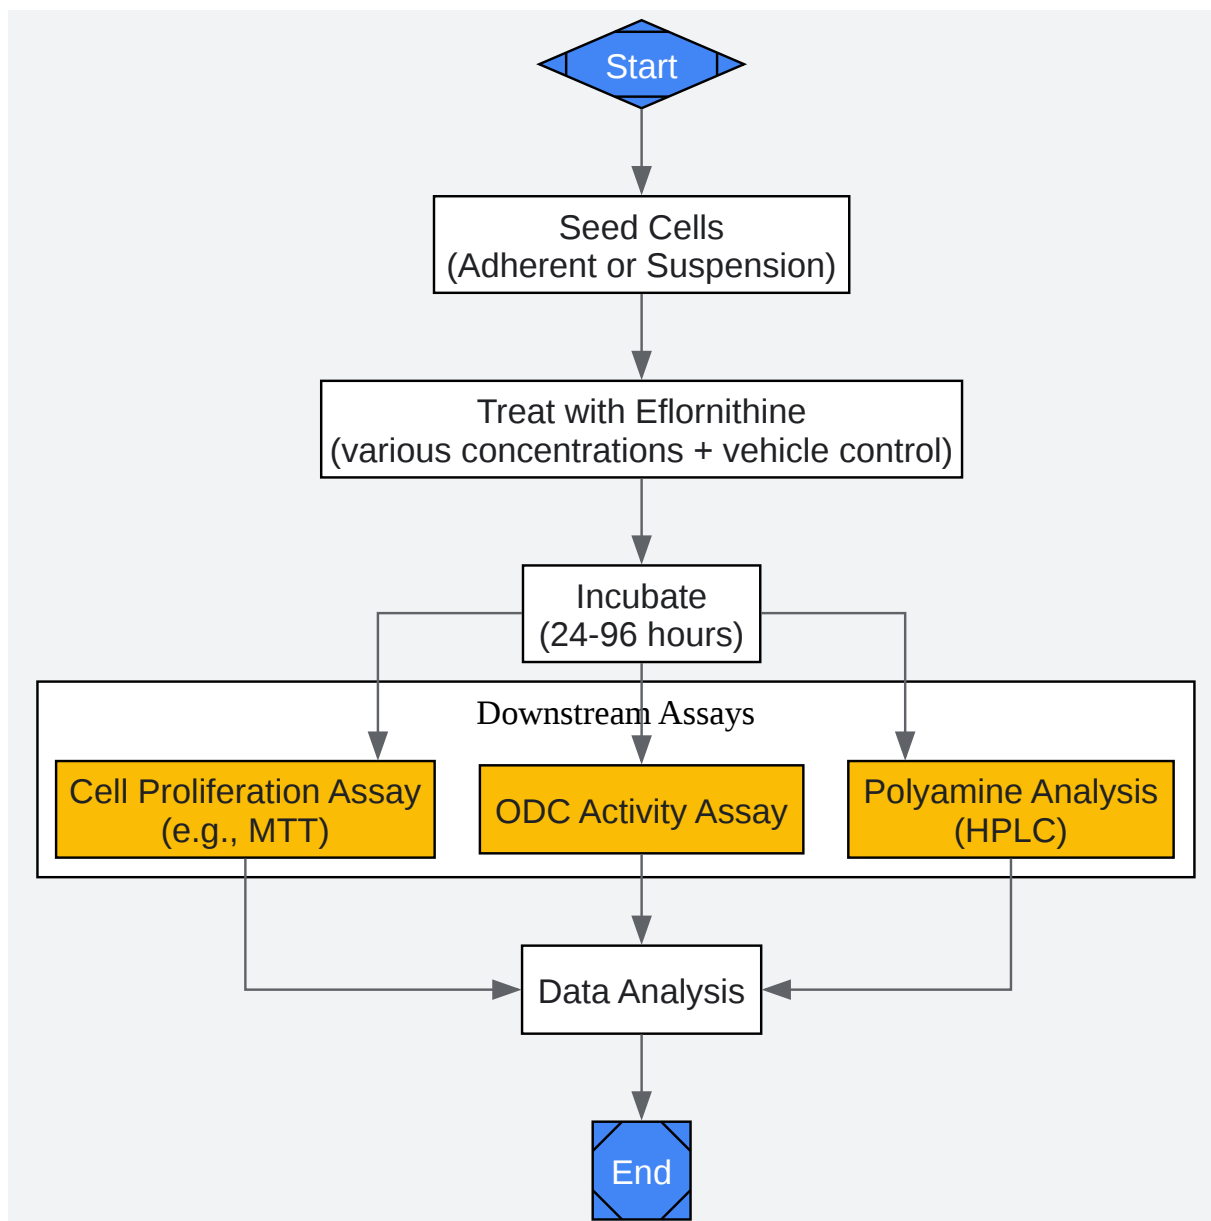 Start
Seed Cells
(Adherent or Suspension)
Treat with Eflornithine
(various concentrations + vehicle control)
Incubate
(24-96 hours)
Downstream Assays
Cell Proliferation Assay
(e.g., MTT)
ODC Activity Assay
Polyamine Analysis
(HPLC)
Data Analysis
End